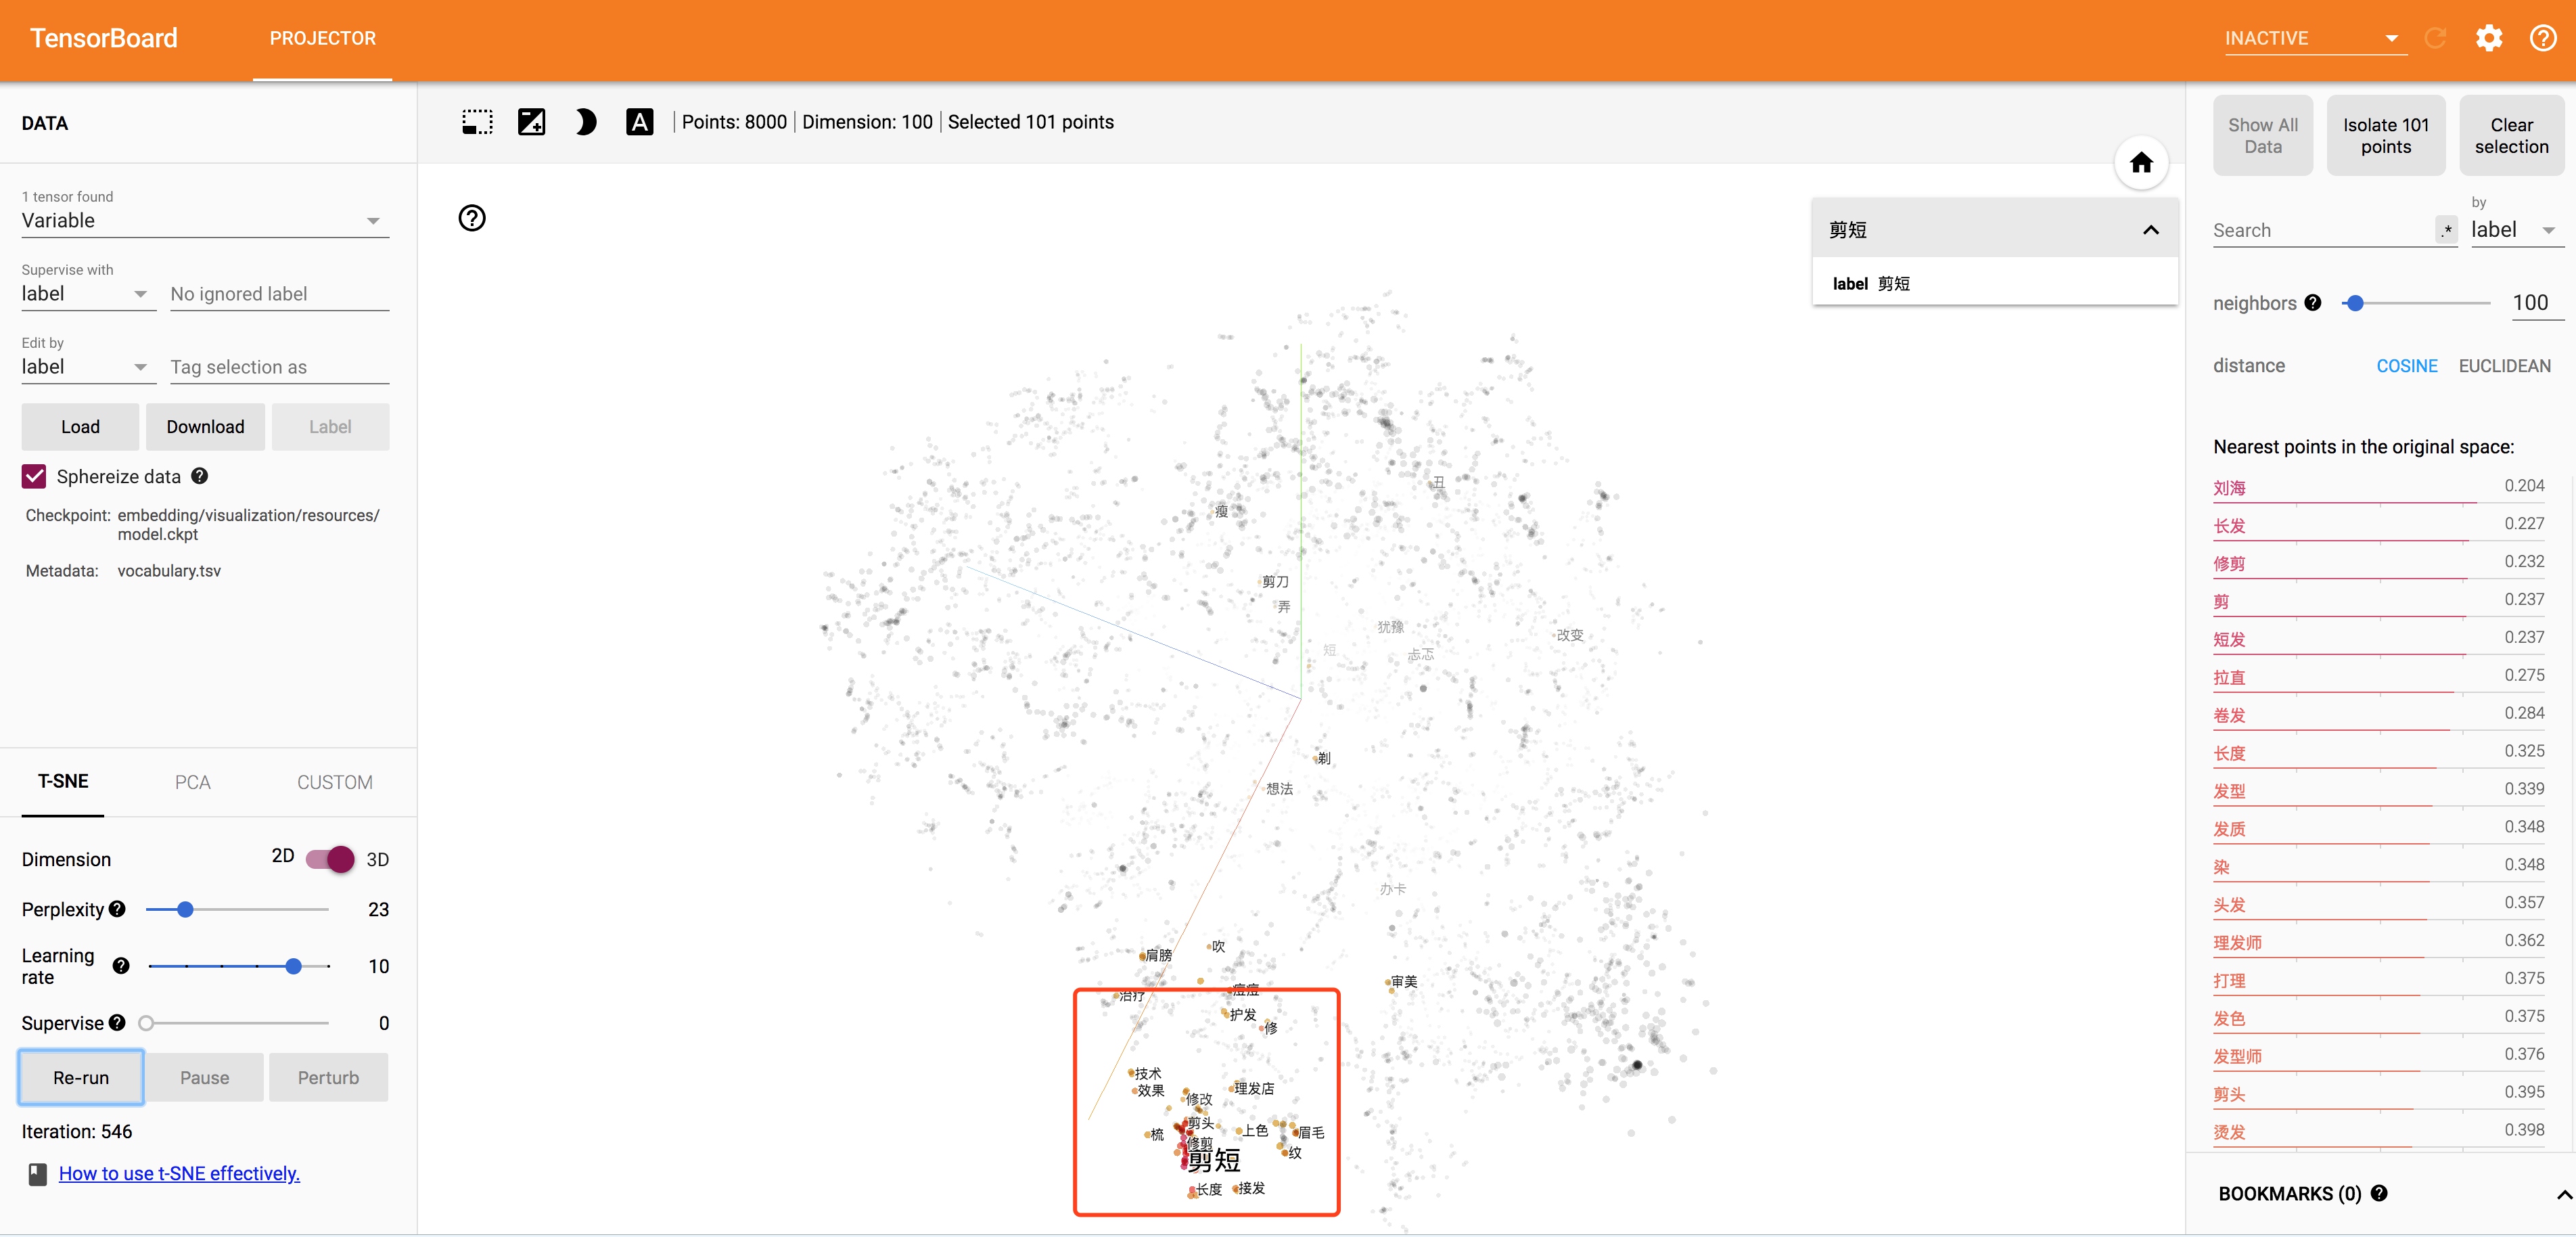 TensorBoard
PROJECTOR
INACTIVE
DATA
1 tensor found
Variable
Supervise with
label
No ignored label
Edit by
label
Tag selection as
Load
Download
Label
Sphereize data
Checkpoint: embedding/visualization/resources/
model.ckpt
Metadata: vocabulary.tsv
T-SNE
PCA
CUSTOM
Dimension
2D
3D
Perplexity
23
Learning
rate
10
Supervise
0
Re-run
Pause
Perturb
Iteration: 546
How to use t-SNE effectively.
A
Points: 8000
Dimension: 100
Selected 101 points
剪短
label 剪短
丑
瘦
剪刀
弄
犹豫
改变
短
忐忑
剃
想法
办卡
吹
肩膀
审美
痘痘
治疗
护发
修
技术
效果
理发店
修改
剪头
上色
眉毛
梳
修剪
纹
剪短
长度
接发
Show All
Data
Isolate 101
points
Clear
selection
Search
.*
by
label
neighbors
100
distance
COSINE
EUCLIDEAN
Nearest points in the original space:
刘海 0.204
长发 0.227
修剪 0.232
剪 0.237
短发 0.237
拉直 0.275
卷发 0.284
长度 0.325
发型 0.339
发质 0.348
染 0.348
头发 0.357
理发师 0.362
打理 0.375
发色 0.375
发型师 0.376
剪头 0.395
烫发 0.398
BOOKMARKS (0)